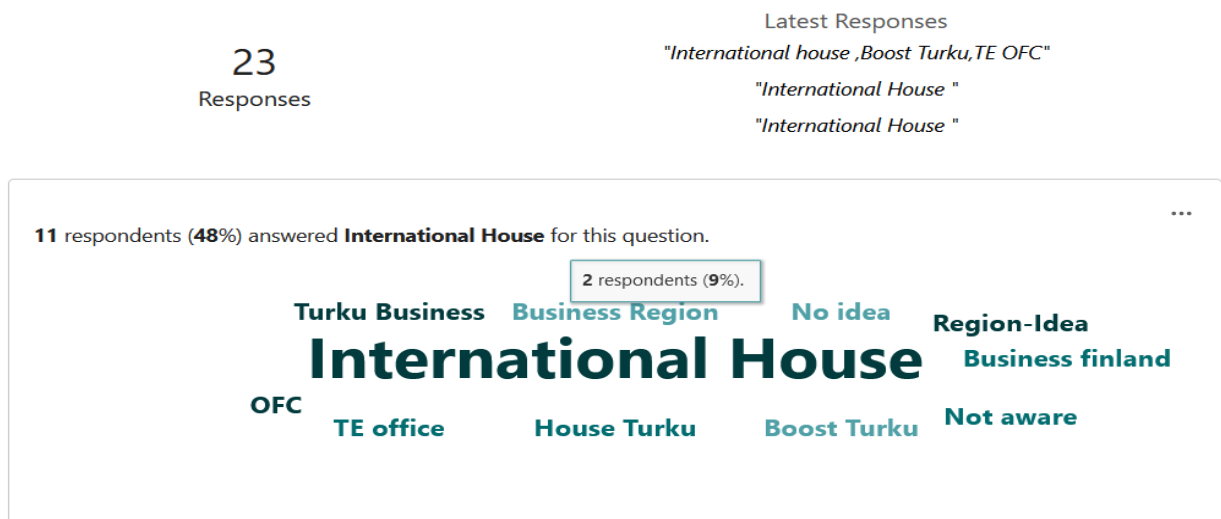 23
Responses
Latest Responses
"International house ,Boost Turku,TE OFC"
"International House "
"International House "
...
11 respondents (48%) answered International House for this question.
2 respondents (9%).
Turku Business Business Region No idea Region-Idea
International House Business finland
OFC TE office House Turku Boost Turku Not aware